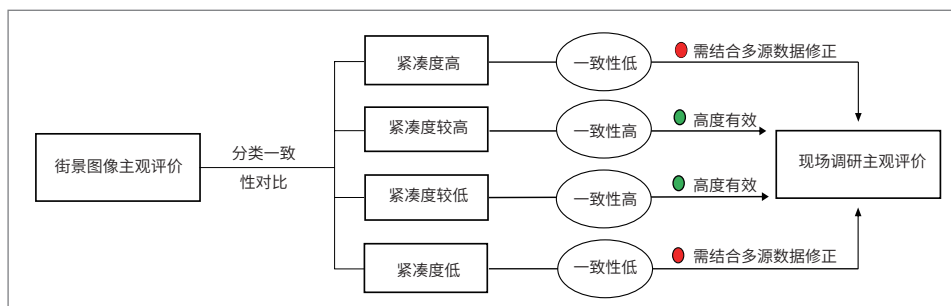 街景图像主观评价
分类一致
性对比
紧凑度高
一致性低
需结合多源数据修正
紧凑度较高
一致性高
高度有效
紧凑度较低
一致性高
高度有效
紧凑度低
一致性低
需结合多源数据修正
现场调研主观评价